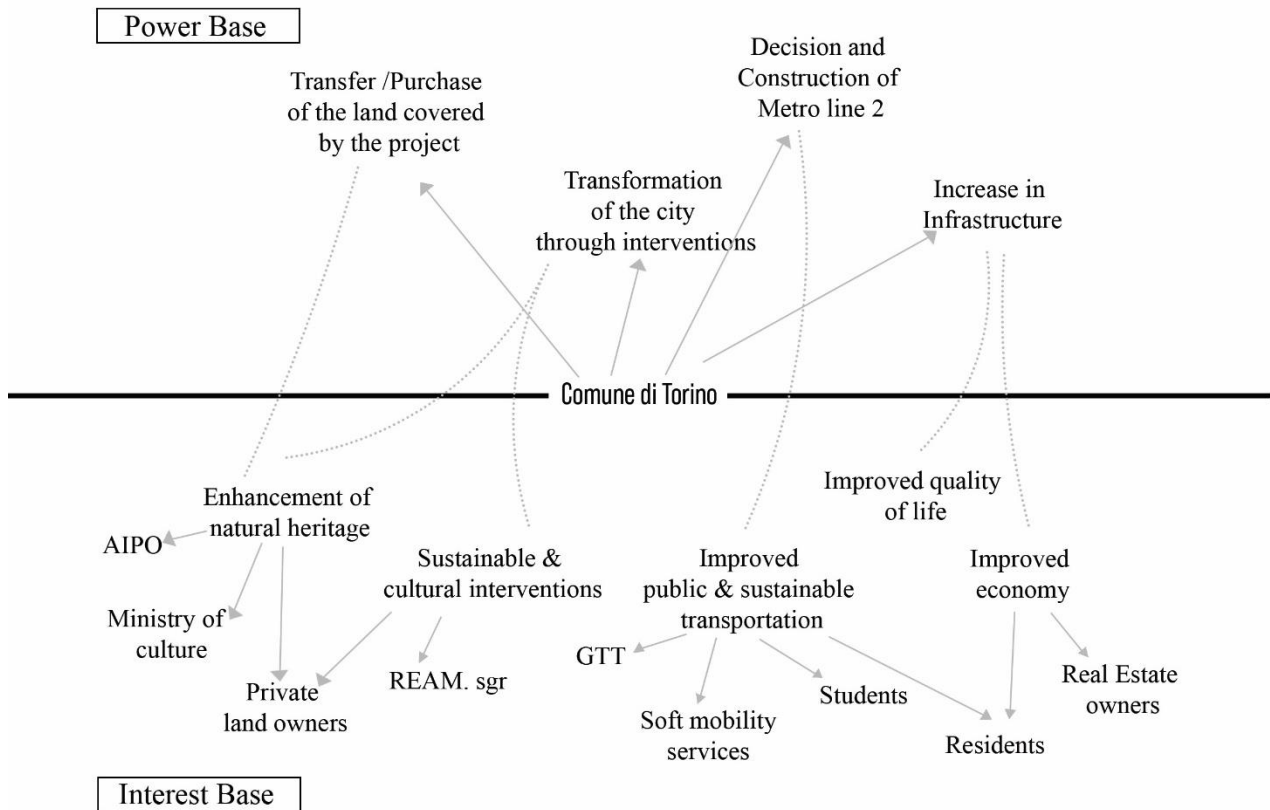 Power Base
Transfer /Purchase
of the land covered
by the project
Decision and
Construction of
Metro line 2
Transformation
of the city
through interventions
Increase in
Infrastructure
Comune di Torino
Enhancement of
natural heritage
AIPO
Ministry of
culture
Private
land owners
Sustainable &
cultural interventions
REAM. sgr
Improved
public & sustainable
transportation
GTT
Soft mobility
services
Students
Improved quality
of life
Improved
economy
Real Estate
owners
Residents
Interest Base